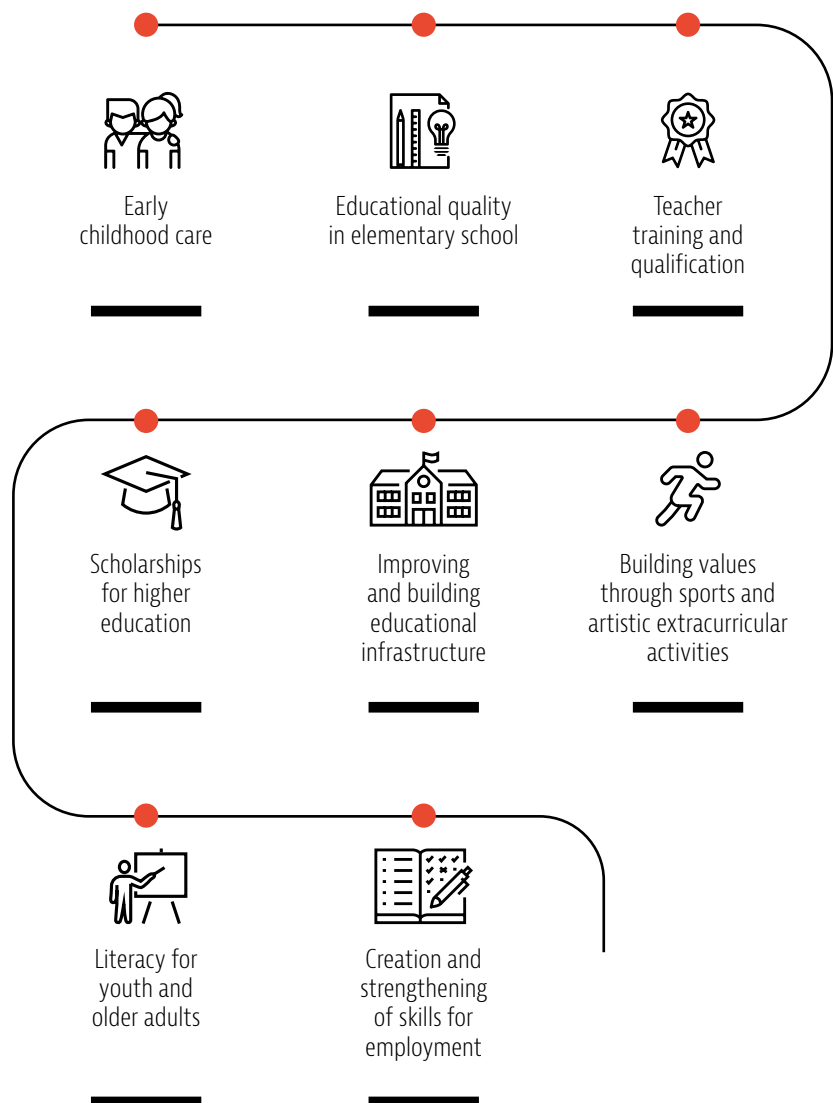 Early
childhood care
Educational quality
in elementary school
Teacher
training and
qualification
Scholarships
for higher
education
Improving
and building
educational
infrastructure
Building values
through sports and
artistic extracurricular
activities
Literacy for
youth and
older adults
Creation and
strengthening
of skills for
employment